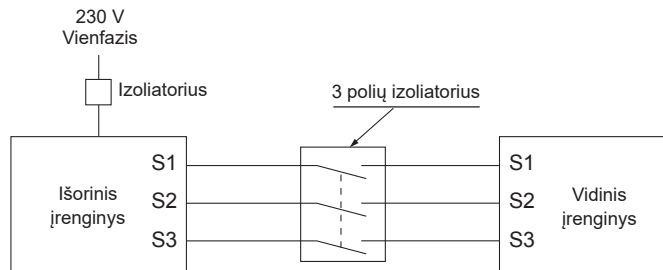 230 V
Vienfazis
Izoliatorius
3 polių izoliatorius
Išorinis
įrenginys
S1
S2
S3
S1
S2
S3
Vidinis
įrenginys